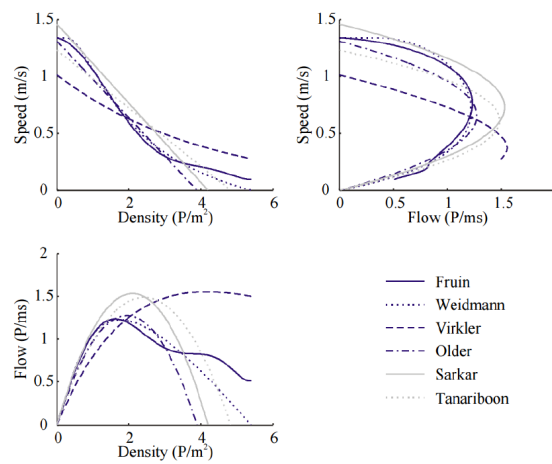 1.5
1
0.5
0
Speed (m/s)
0 2 4 6
Density (P/m²)
1.5
1
0.5
0
Speed (m/s)
0 0.5 1 1.5
Flow (P/ms)
1.5
1
0.5
0
Flow (P/ms)
0 2 4 6
Density (P/m²)
Fruin
Weidmann
Virkler
Older
Sarkar
Tanariboon